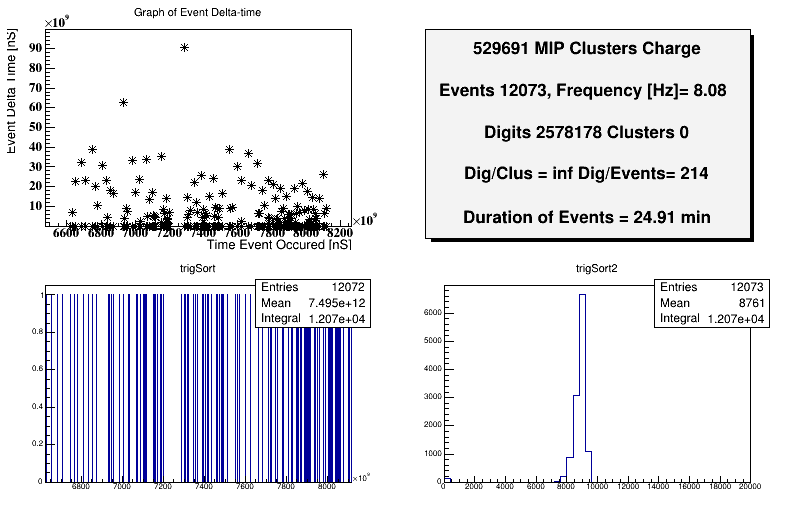 Graph of Event Delta-time
×10⁹
Event Delta Time [nS]
90
80
70
60
50
40
30
20
10
6600 6800 7000 7200 7400 7600 7800 8000 8200
×10⁹
Time Event Occured [nS]
529691 MIP Clusters Charge
Events 12073, Frequency [Hz]= 8.08
Digits 2578178 Clusters 0
Dig/Clus = inf Dig/Events= 214
Duration of Events = 24.91 min
trigSort
Entries 12072
Mean 7.495e+12
Integral 1.207e+04
1
0.8
0.6
0.4
0.2
0
6800 7000 7200 7400 7600 7800 8000
×10⁹
trigSort2
Entries 12073
Mean 8761
Integral 1.207e+04
6000
5000
4000
3000
2000
1000
0
0 2000 4000 6000 8000 10000 12000 14000 16000 18000 20000